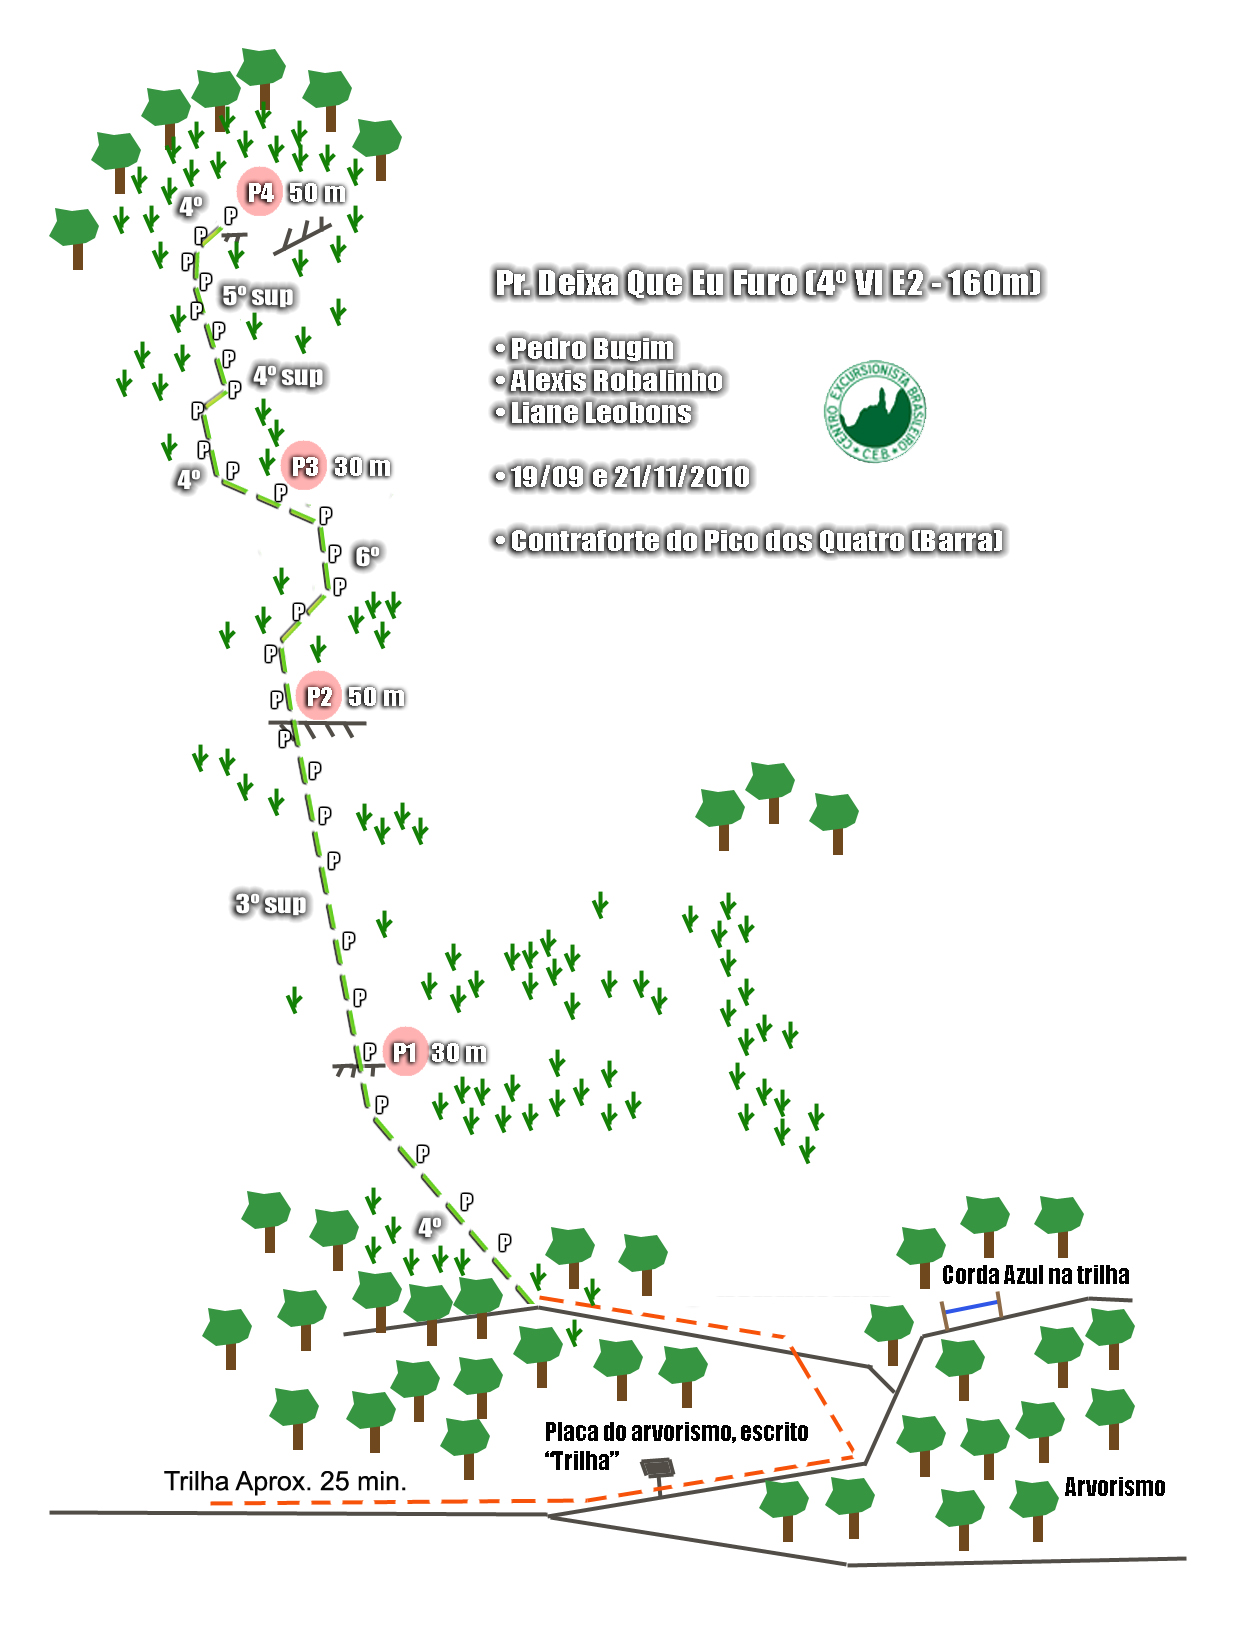 P4 50 m
4º
P
P
P
P
5º sup
P
P
P
4º sup
P
P
P
P3 30 m
4º
P
P
P
P
6º
P
P
P
P
P2 50 m
P
P
P
P
3º sup
P
P
P
P1 30 m
P
P
P
4º
P
Pr. Deixa Que Eu Furo (4º VI E2 - 160m)
• Pedro Bugim
• Alexis Robalinho
• Liane Leobons
• 19/09 e 21/11/2010
• Contraforte do Pico dos Quatro (Barra)
CENTRO EXCURSIONISTA BRASILEIRO
• C.E.B. •
Corda Azul na trilha
Placa do arvorismo, escrito
“Trilha”
Trilha Aprox. 25 min.
Arvorismo